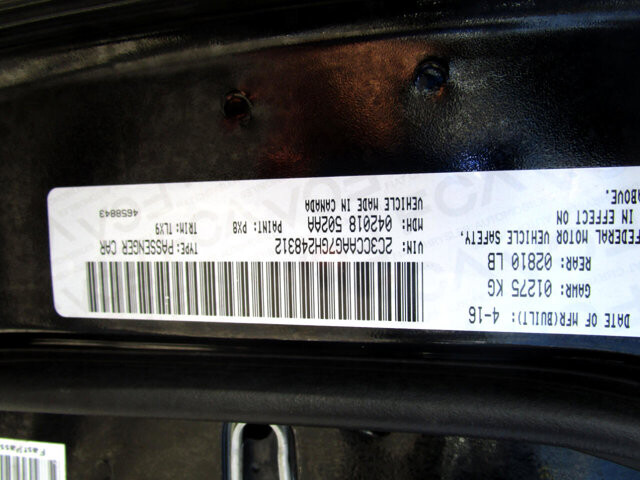 DATE OF MFR(BUILT): 4-16
GAWR: 01275 KG
REAR: 02810 LB
FEDERAL MOTOR VEHICLE SAFETY,
IN EFFECT ON
ABOVE.
VIN: 2C3CCAAG7GH248312 TYPE: PASSENGER CAR
MDH: 042018 502AA PAINT: PX8 TRIM: TLX9
VEHICLE MADE IN CANADA 4658843
FastPass